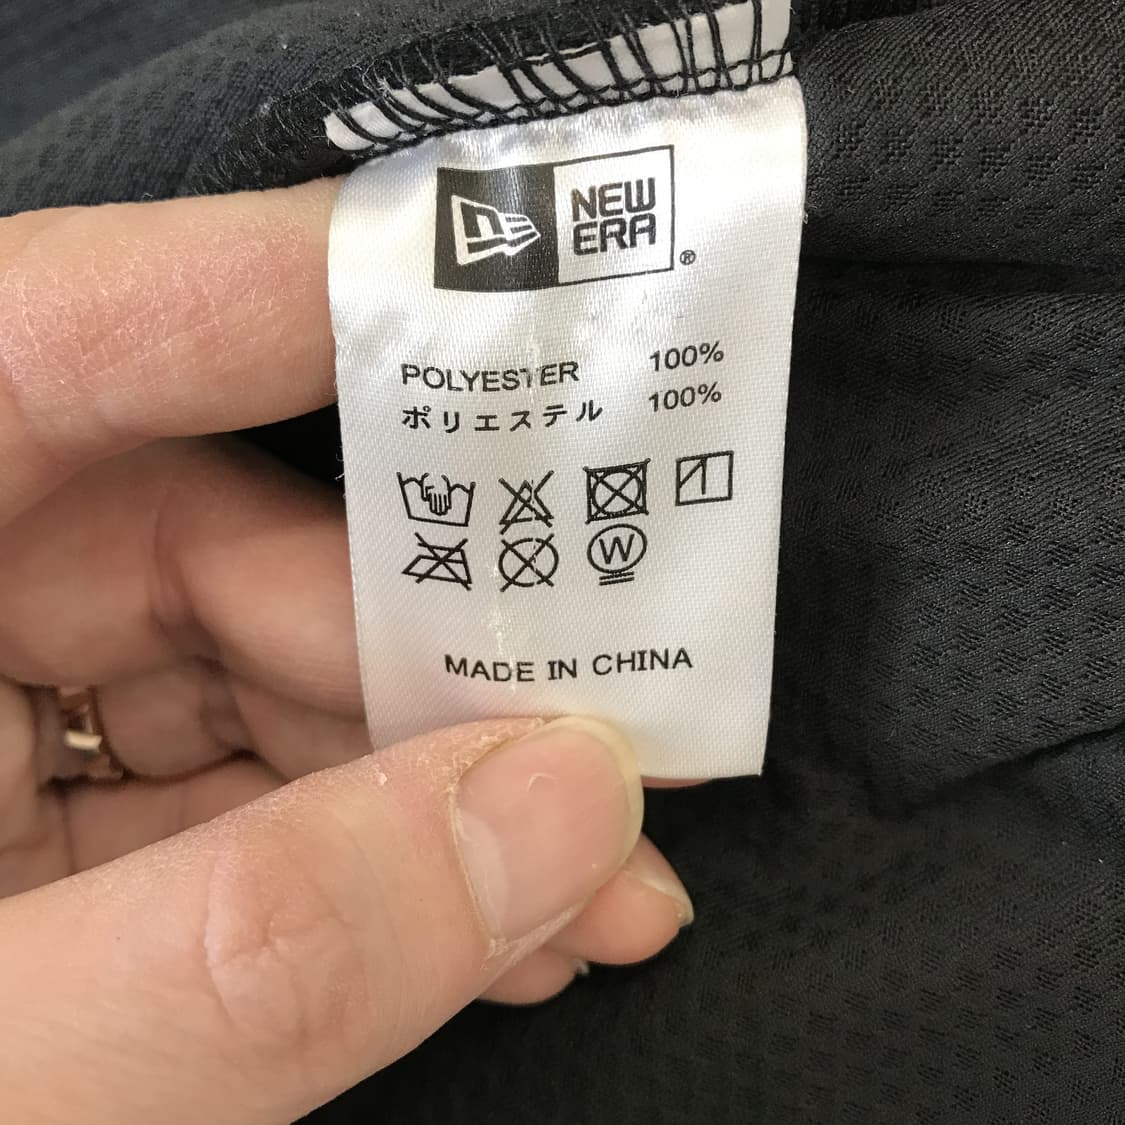 NEW
ERA
®
POLYESTER 100%
ポリエステル 100%
W
MADE IN CHINA